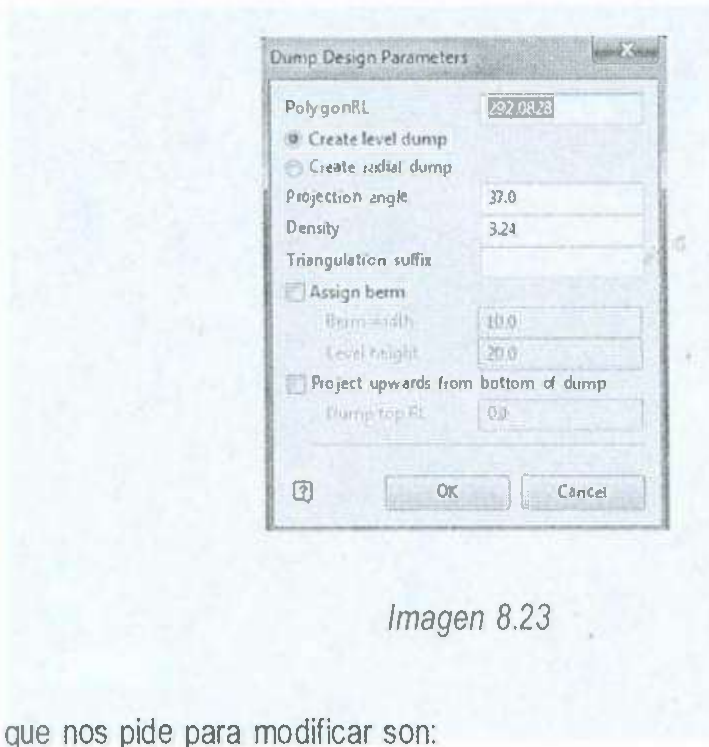 Dump Design Parameters
PolygonRL 292.0828
Create level dump
Create radial dump
Projection angle 37.0
Density 3.24
Triangulation suffix
Assign berm
Berm width 10.0
Level height 20.0
Project upwards from bottom of dump
Dump top RL 0.0
OK Cancel
Imagen 8.23
que nos pide para modificar son: